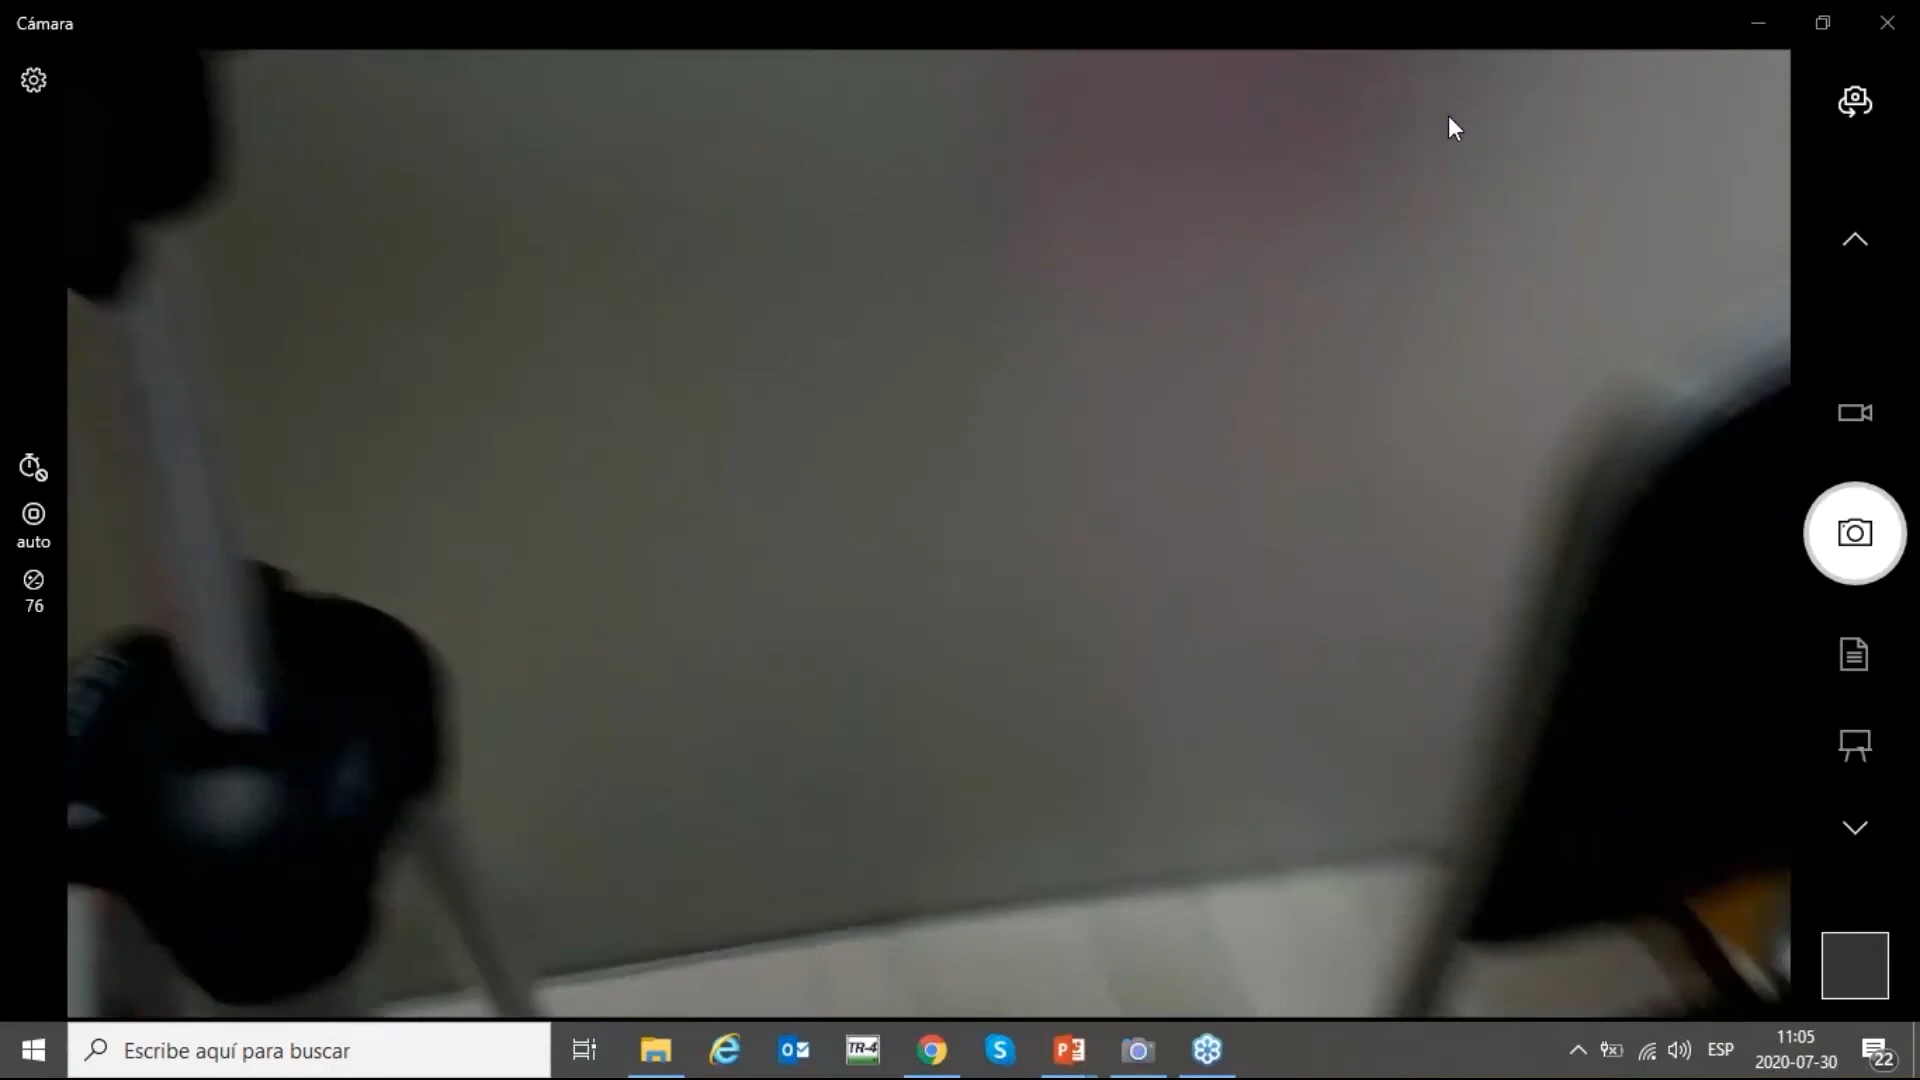 Cámara
auto
76
Escribe aquí para buscar
TR-4
ESP
11:05
2020-07-30
22